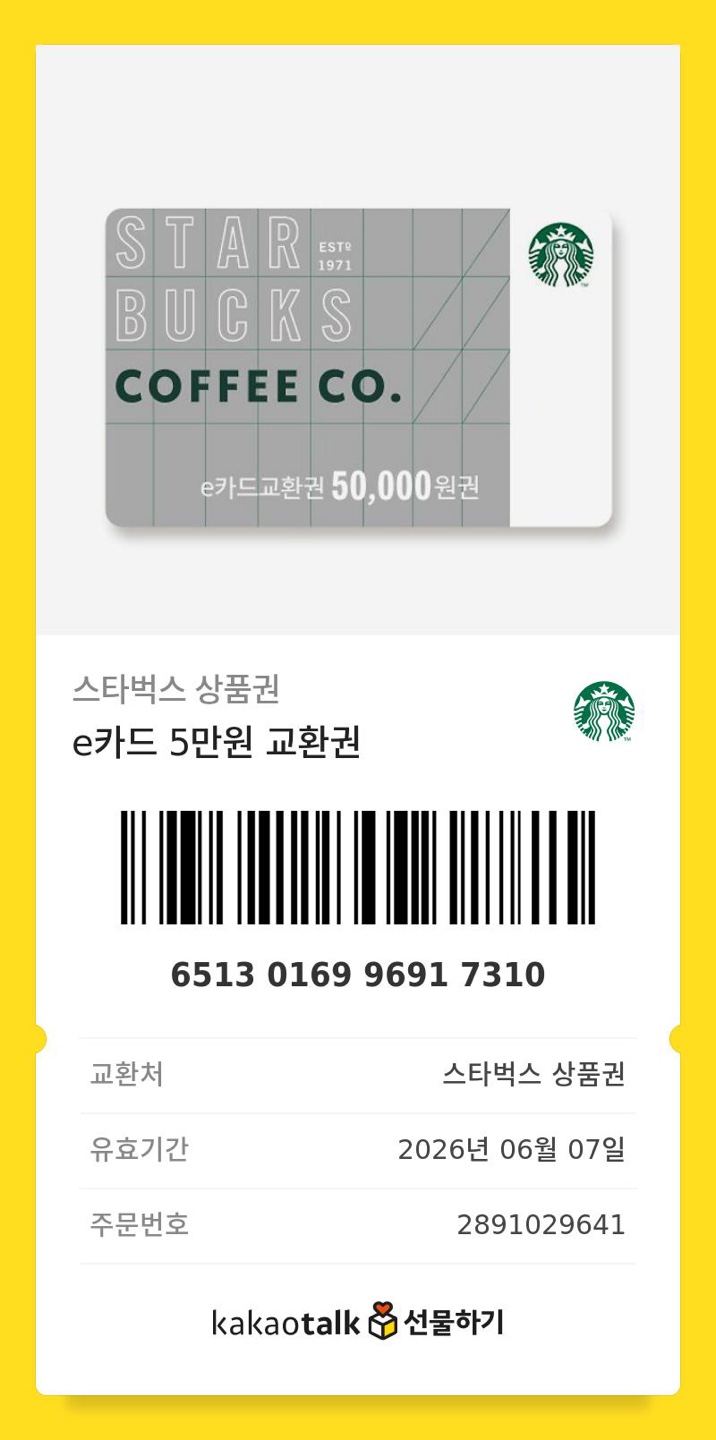 STAR
ESTD
1971
BUCKS
COFFEE CO.
e카드교환권 50,000원권
스타벅스 상품권
e카드 5만원 교환권
6513 0169 9691 7310
교환처 스타벅스 상품권
유효기간 2026년 06월 07일
주문번호 2891029641
kakaotalk 선물하기